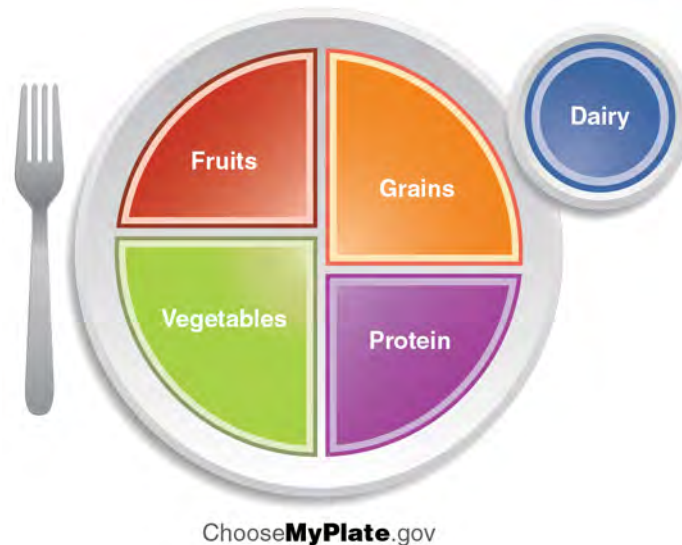 Fruits
Grains
Dairy
Vegetables
Protein
ChooseMyPlate.gov